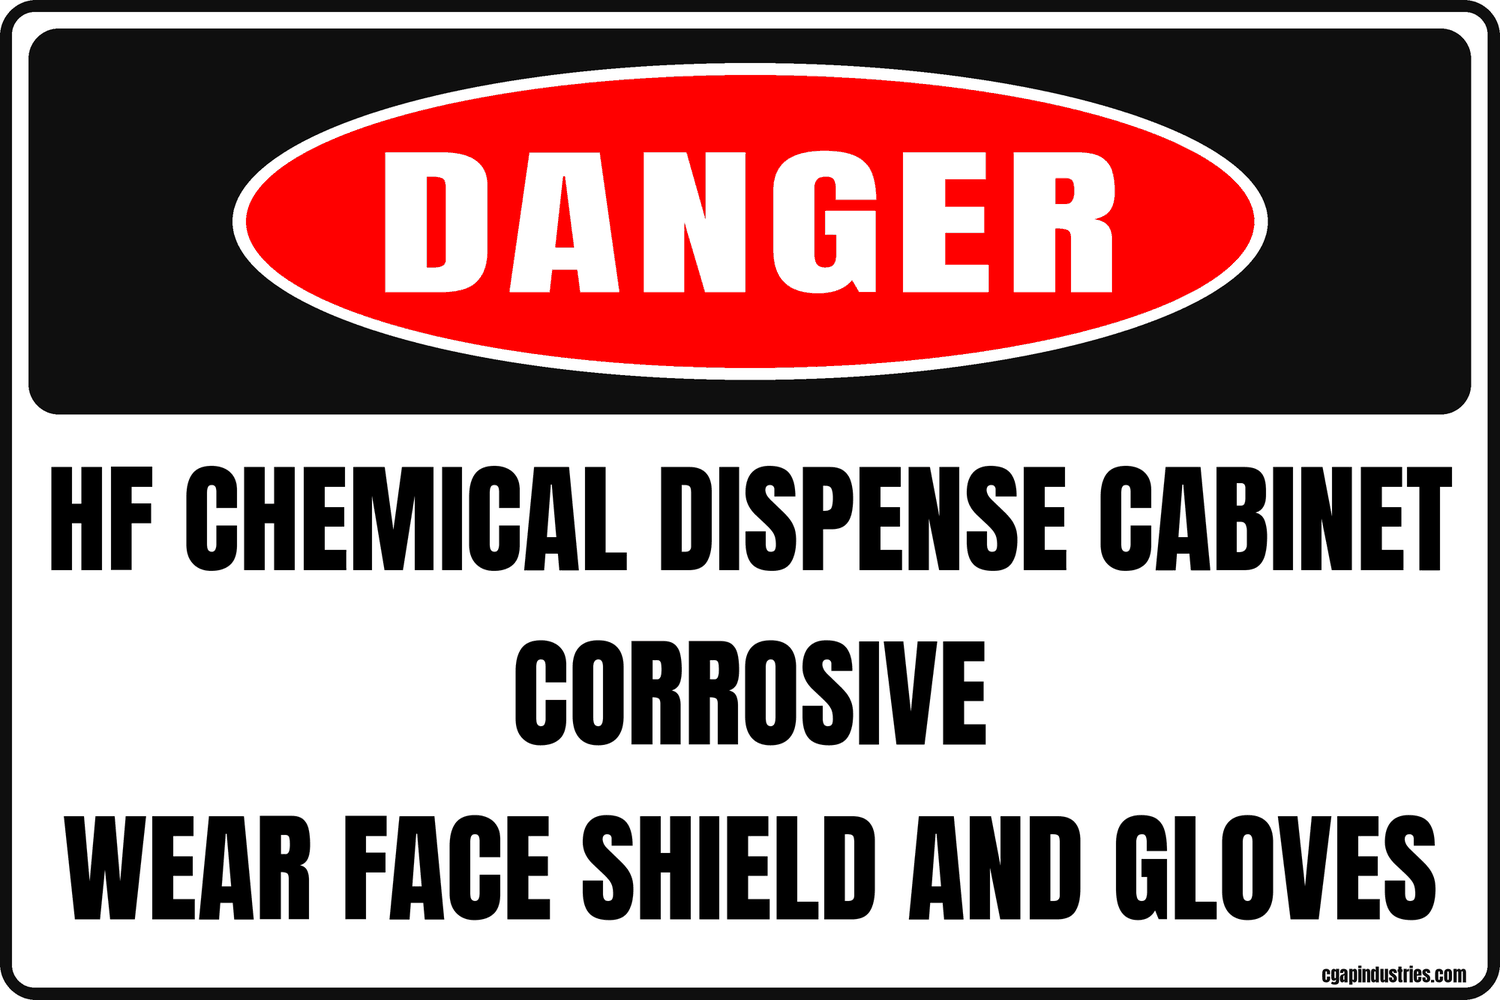 DANGER
HF CHEMICAL DISPENSE CABINET
CORROSIVE
WEAR FACE SHIELD AND GLOVES
cgapindustries.com